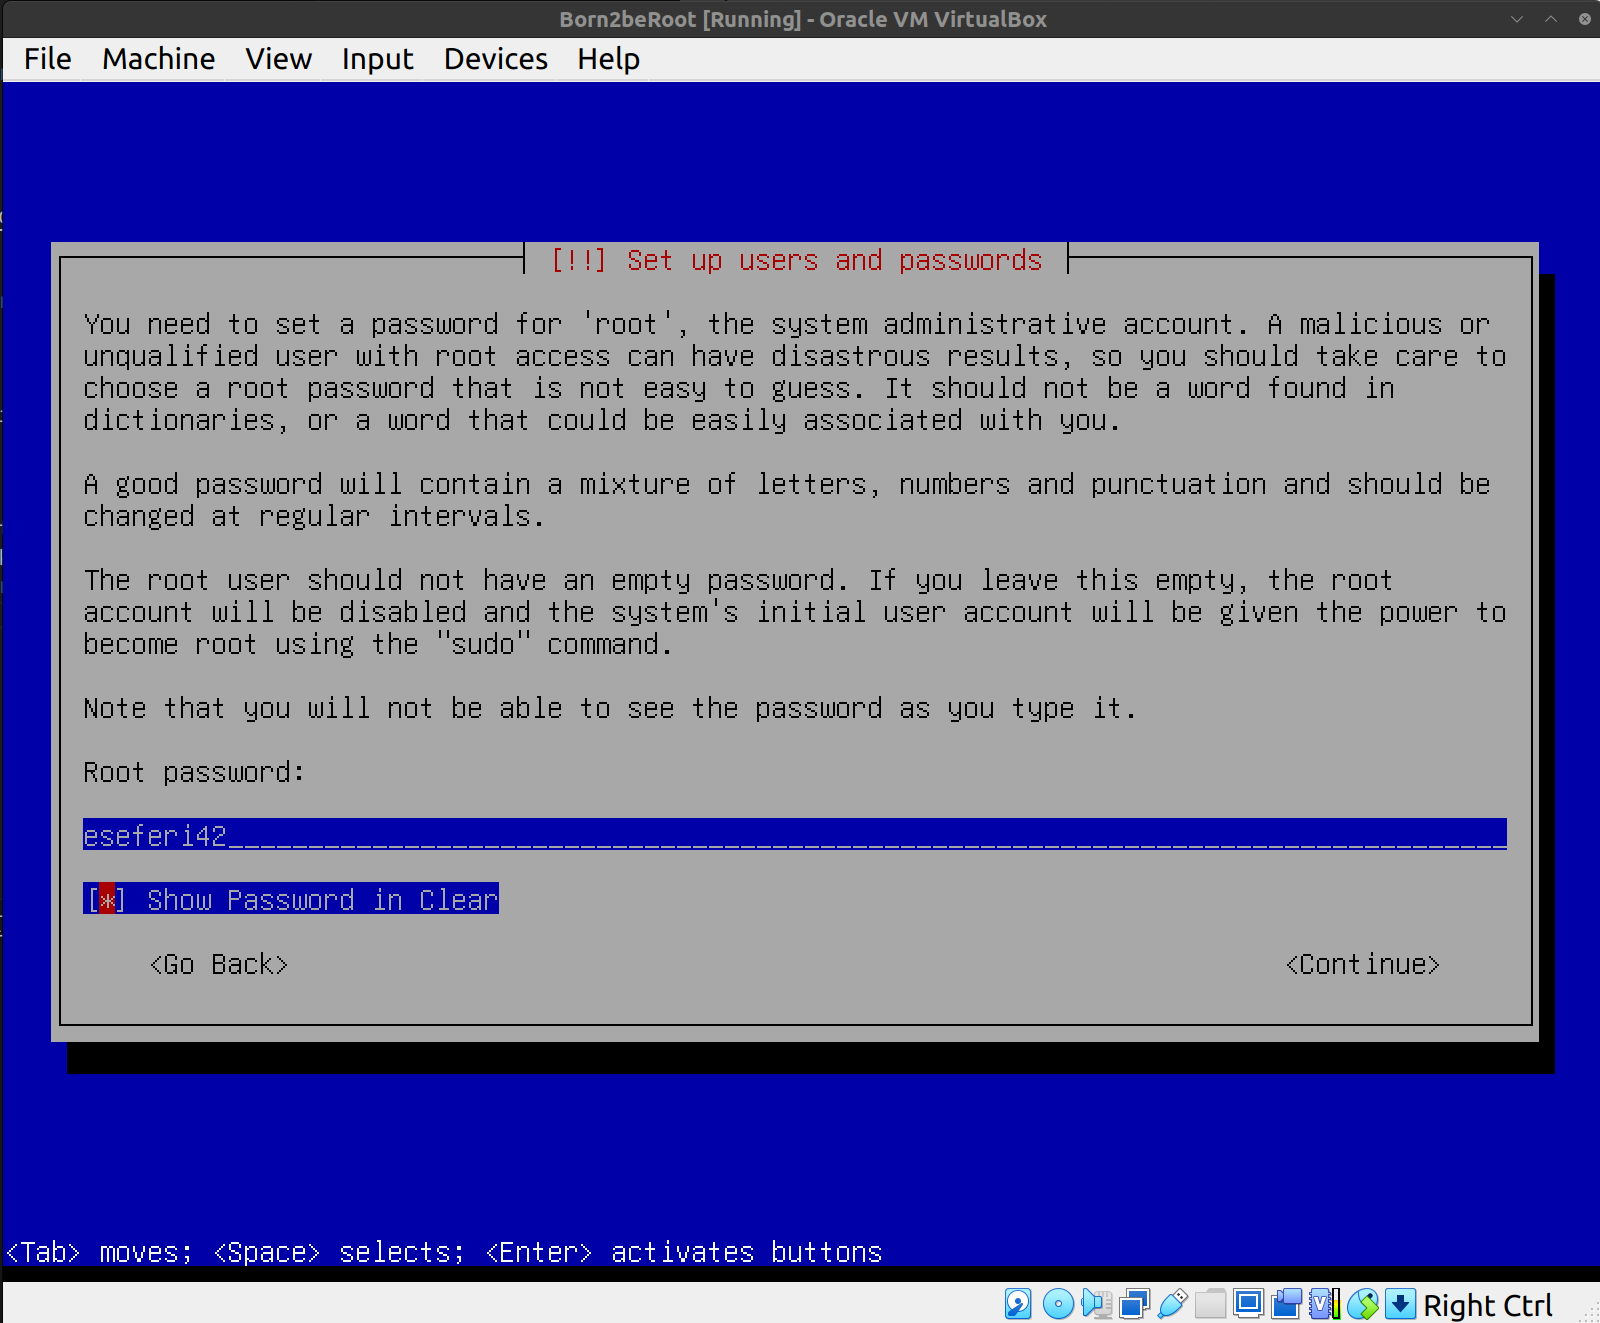 Born2beRoot [Running] - Oracle VM VirtualBox
File Machine View Input Devices Help
[!!] Set up users and passwords
You need to set a password for 'root', the system administrative account. A malicious or
unqualified user with root access can have disastrous results, so you should take care to
choose a root password that is not easy to guess. It should not be a word found in
dictionaries, or a word that could be easily associated with you.
A good password will contain a mixture of letters, numbers and punctuation and should be
changed at regular intervals.
The root user should not have an empty password. If you leave this empty, the root
account will be disabled and the system's initial user account will be given the power to
become root using the "sudo" command.
Note that you will not be able to see the password as you type it.
Root password:
eseferi42________________________________________________________________________________
[*] Show Password in Clear
<Go Back> <Continue>
<Tab> moves; <Space> selects; <Enter> activates buttons
Right Ctrl